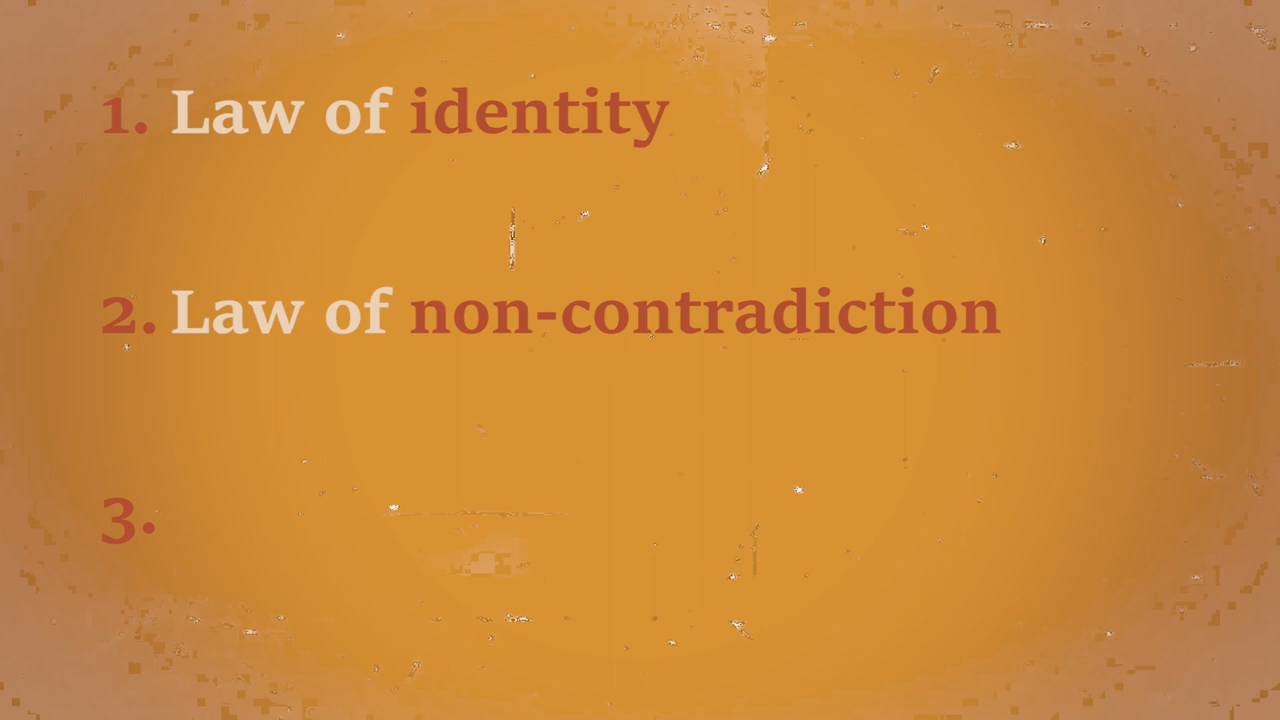 1. Law of identity
2. Law of non-contradiction
3.